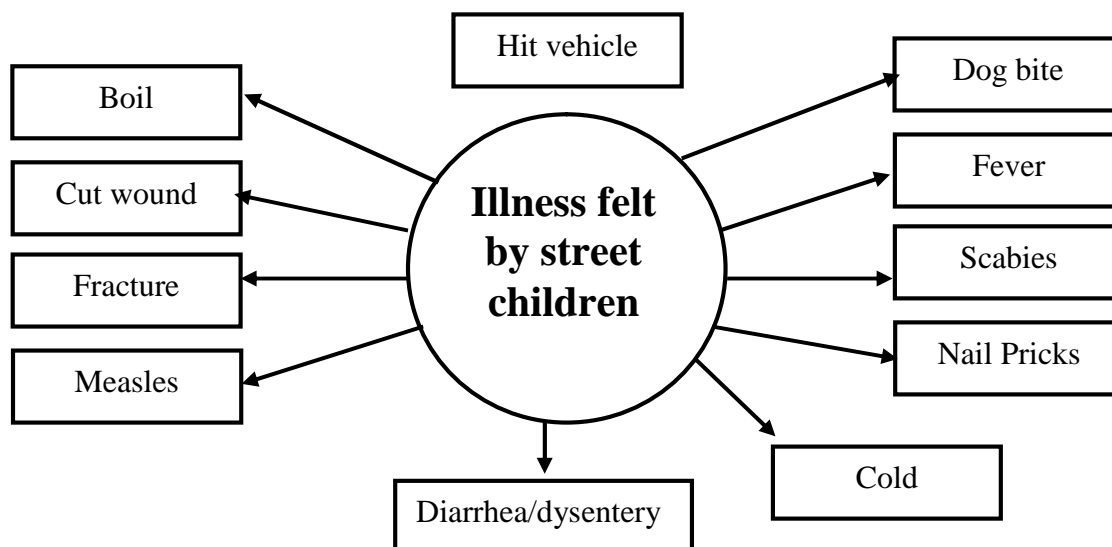 Hit vehicle
Boil
Dog bite
Cut wound
Fever
Illness felt
by street
children
Fracture
Scabies
Measles
Nail Pricks
Cold
Diarrhea/dysentery